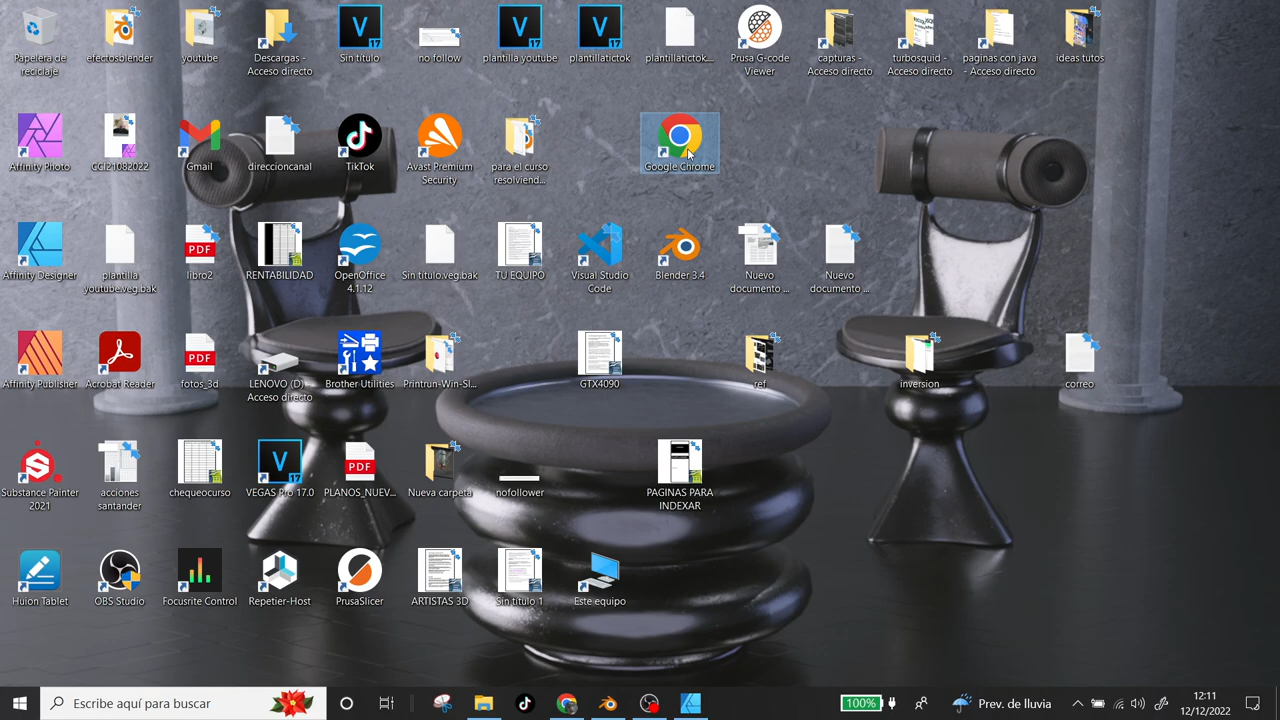 Papelera de
reciclaje
efectosblender
youtube
Descargas -
Acceso directo
Sin título
no follow
plantilla youtube
plantillatictok
plantillatictok....
Prusa G-code
Viewer
capturas -
Acceso directo
turbosquid -
Acceso directo
paginas con java
- Acceso directo
ideas tutos
Affinity Photo
CCI21082022
Gmail
direccioncanal
TikTok
Avast Premium
Security
para el curso
resolviend...
Google Chrome
Affinity Designer
plantilla
youtube.veg.bak
libro2
RENTABILIDAD
OpenOffice
4.1.12
Sin titulo.veg.bak
TU EQUIPO
Visual Studio
Code
Blender 3.4
Nuevo
documento ...
Nuevo
documento ...
Affinity Publisher
Acrobat Reader
fotos_3d
LENOVO (D) -
Acceso directo
Brother Utilities
Printrun-Win-Sl...
GTX4090
ref
inversion
correo
Substance Painter
2021
acciones
santander
chequeocurso
VEGAS Pro 17.0
PLANOS_NUEV...
Nueva carpeta
nofollower
PAGINAS PARA
INDEXAR
Huion Tablet
OBS Studio
Focusrite Control
Repetier-Host
PrusaSlicer
ARTISTAS 3D
Sin título 1
Este equipo
Escribe aquí buscar
100%
Prev. de lluvia
12:11
12/12/2022